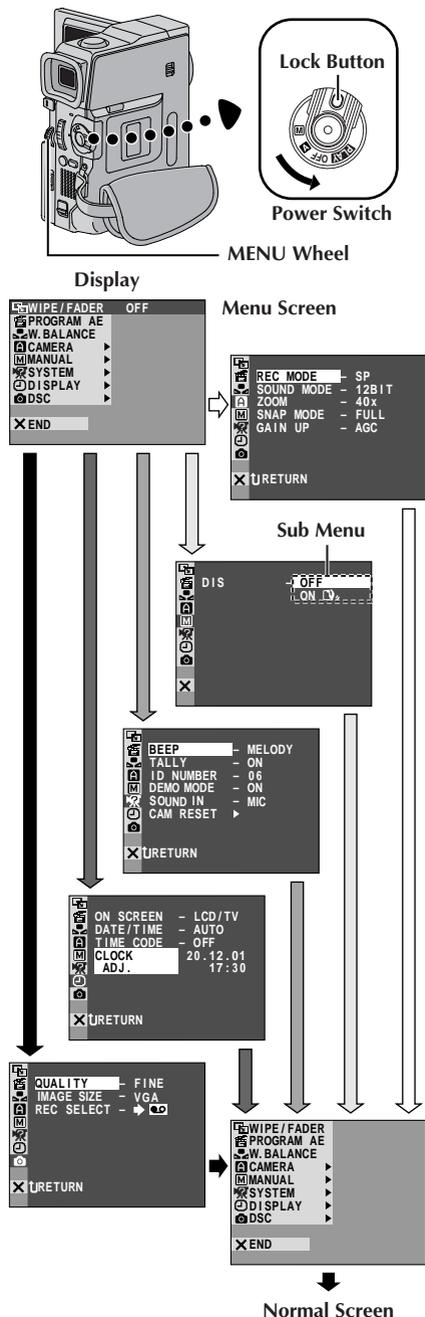 Lock Button
M A OFF PLAY
Power Switch
MENU Wheel
Display
Menu Screen
WIPE/FADER OFF
PROGRAM AE
W.BALANCE
A CAMERA
M MANUAL
SYSTEM
DISPLAY
DSC
END
REC MODE – SP
SOUND MODE – 12BIT
ZOOM – 40x
SNAP MODE – FULL
GAIN UP – AGC
A
M
RETURN
Sub Menu
DIS – OFF
ON
A
M
BEEP – MELODY
TALLY – ON
ID NUMBER – 06
DEMO MODE – ON
SOUND IN – MIC
CAM RESET
A
M
RETURN
ON SCREEN – LCD/TV
DATE/TIME – AUTO
TIME CODE – OFF
CLOCK 20.12.01
ADJ. 17:30
A
M
RETURN
QUALITY – FINE
IMAGE SIZE – VGA
REC SELECT –
A
M
RETURN
WIPE/FADER
PROGRAM AE
W.BALANCE
A CAMERA
M MANUAL
SYSTEM
DISPLAY
DSC
END
Normal Screen